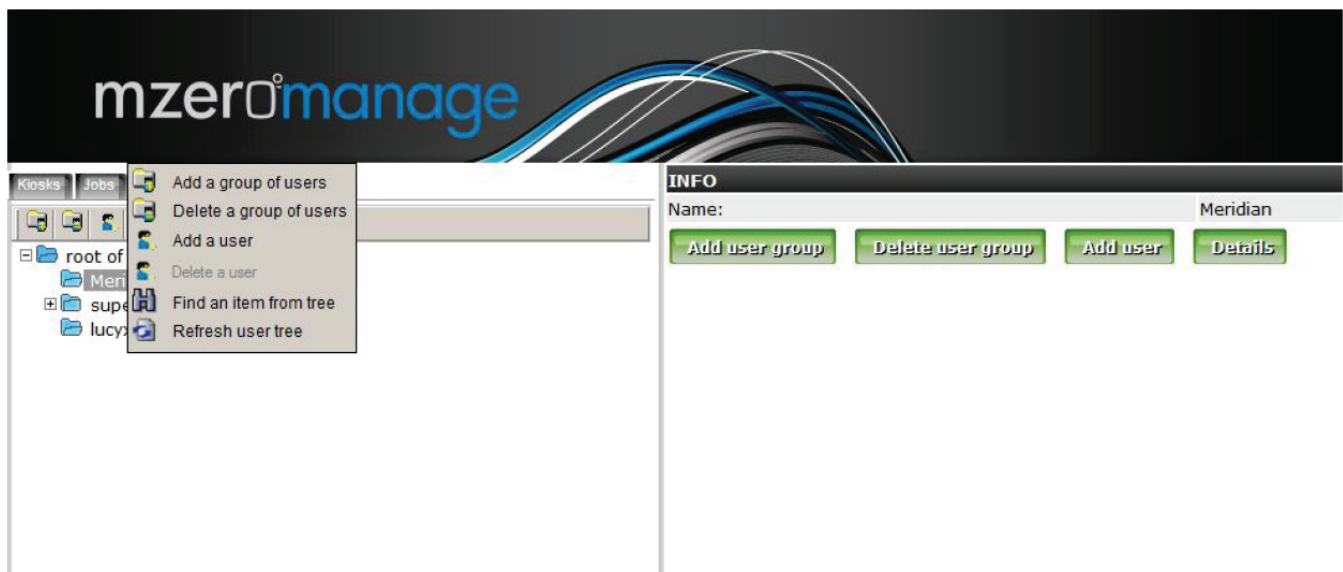 mzeromanage
Kiosks Jobs
Add a group of users
Delete a group of users
Add a user
Delete a user
Find an item from tree
Refresh user tree
root of
Meri
supe
lucy
INFO
Name: Meridian
Add user group Delete user group Add user Details